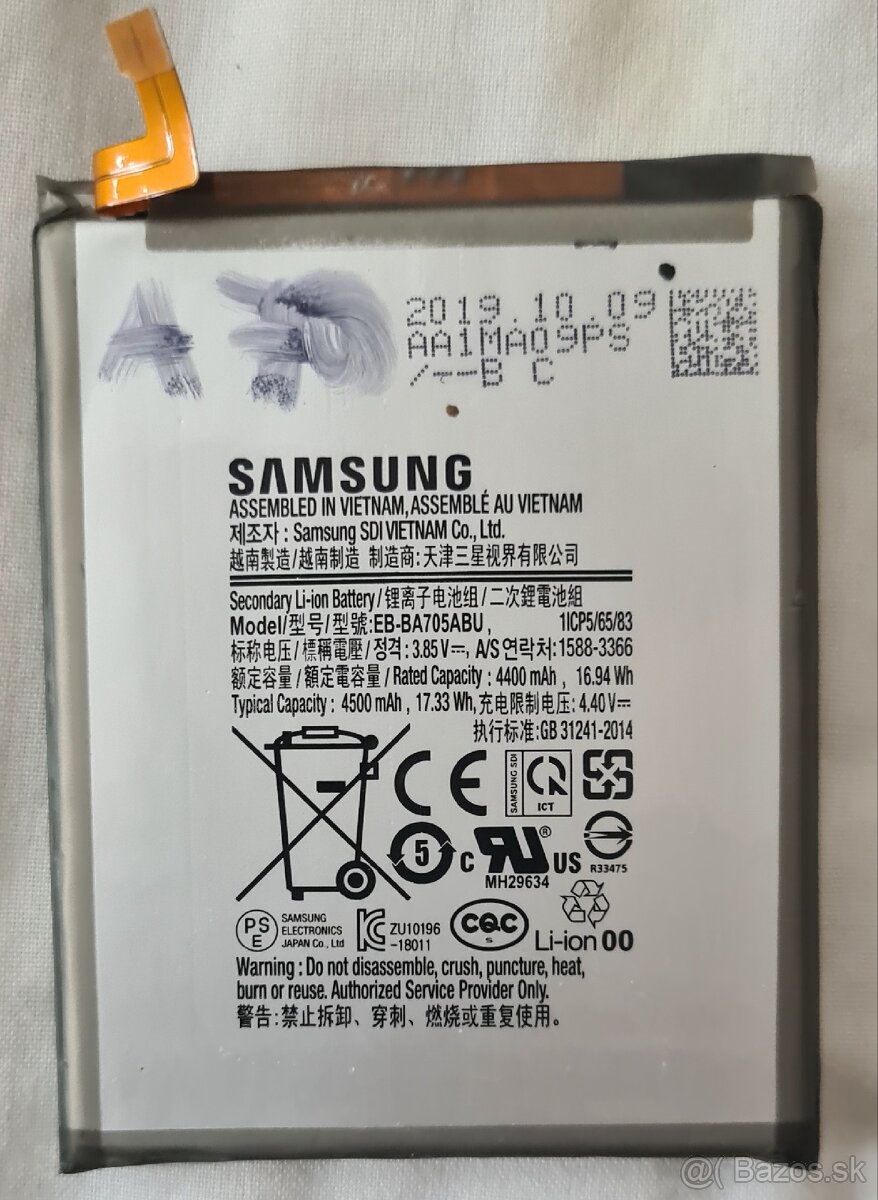 2019.10.09
AA1MA09PS
/--B C
SAMSUNG
ASSEMBLED IN VIETNAM, ASSEMBLÉ AU VIETNAM
제조자 : Samsung SDI VIETNAM Co., Ltd.
越南製造/越南制造 制造商:天津三星视界有限公司
Secondary Li-ion Battery/锂离子电池组/二次鋰電池組
Model/型号/型號:EB-BA705ABU, 1ICP5/65/83
标称电压/標稱電壓/정격: 3.85V⎓, A/S연락처:1588-3366
额定容量/額定電容量/Rated Capacity: 4400 mAh, 16.94 Wh
Typical Capacity: 4500 mAh, 17.33 Wh, 充电限制电压: 4.40V⎓
执行标准:GB 31241-2014
CE
SAMSUNG SDI
ICT
5
c RU® US
MH29634
R33475
PSE
SAMSUNG
ELECTRONICS
JAPAN Co., Ltd
KC
ZU10196
-18011
CQC
S
Li-ion 00
Warning : Do not disassemble, crush, puncture, heat,
burn or reuse. Authorized Service Provider Only.
警告:禁止拆卸、穿刺、燃烧或重复使用。
@( Bazos.sk